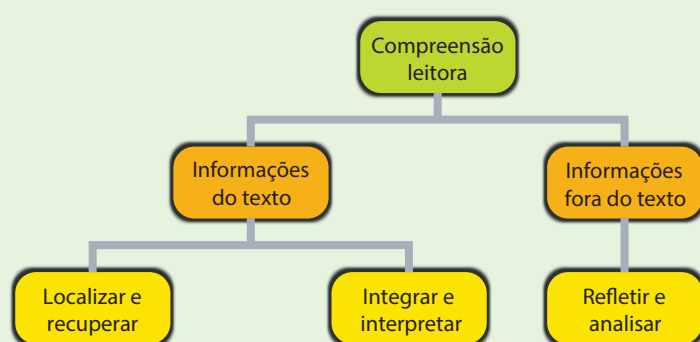 Compreensão
leitora
Informações
do texto
Informações
fora do texto
Localizar e
recuperar
Integrar e
interpretar
Refletir e
analisar